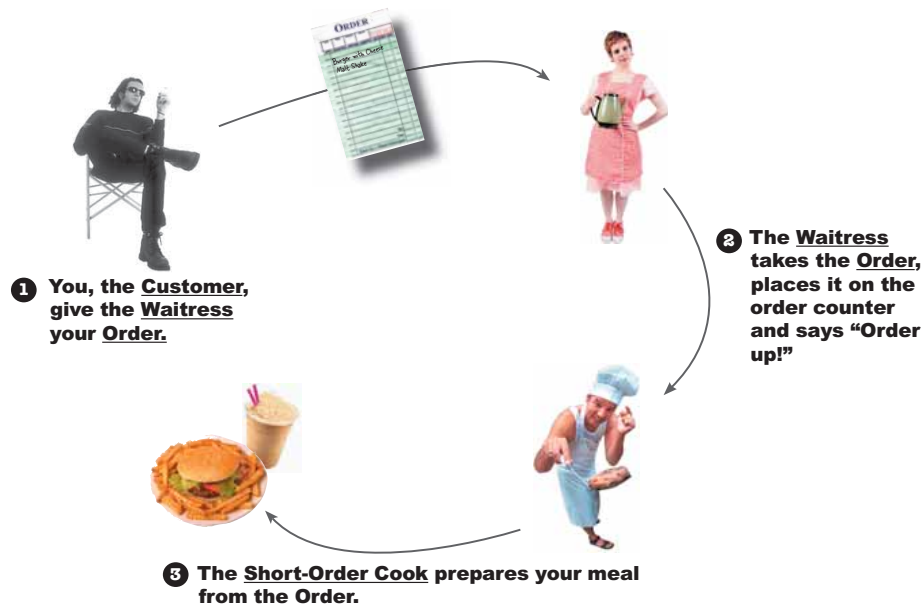 ORDER
Burger with Cheese
Malt Shake
1 You, the Customer,
give the Waitress
your Order.
2 The Waitress
takes the Order,
places it on the
order counter
and says “Order
up!”
3 The Short-Order Cook prepares your meal
from the Order.